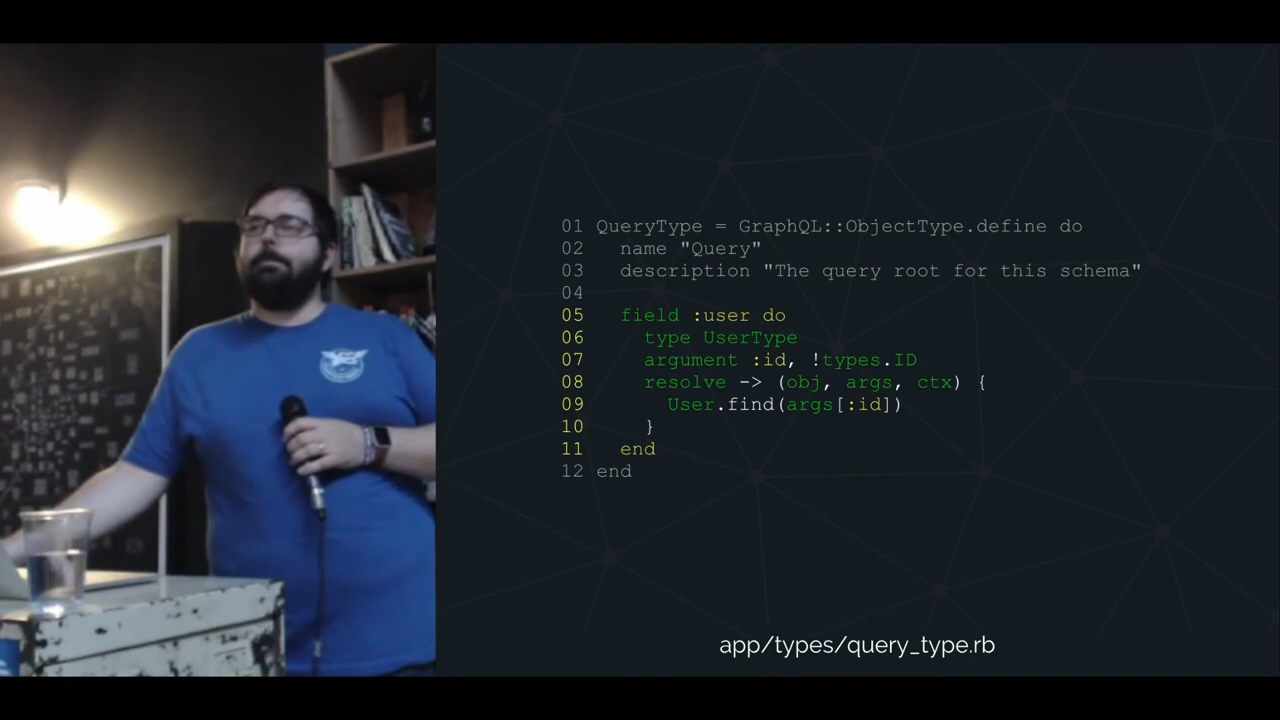 01 QueryType = GraphQL::ObjectType.define do
02   name "Query"
03   description "The query root for this schema"
04
05   field :user do
06     type UserType
07     argument :id, !types.ID
08     resolve -> (obj, args, ctx) {
09       User.find(args[:id])
10     }
11   end
12 end
app/types/query_type.rb